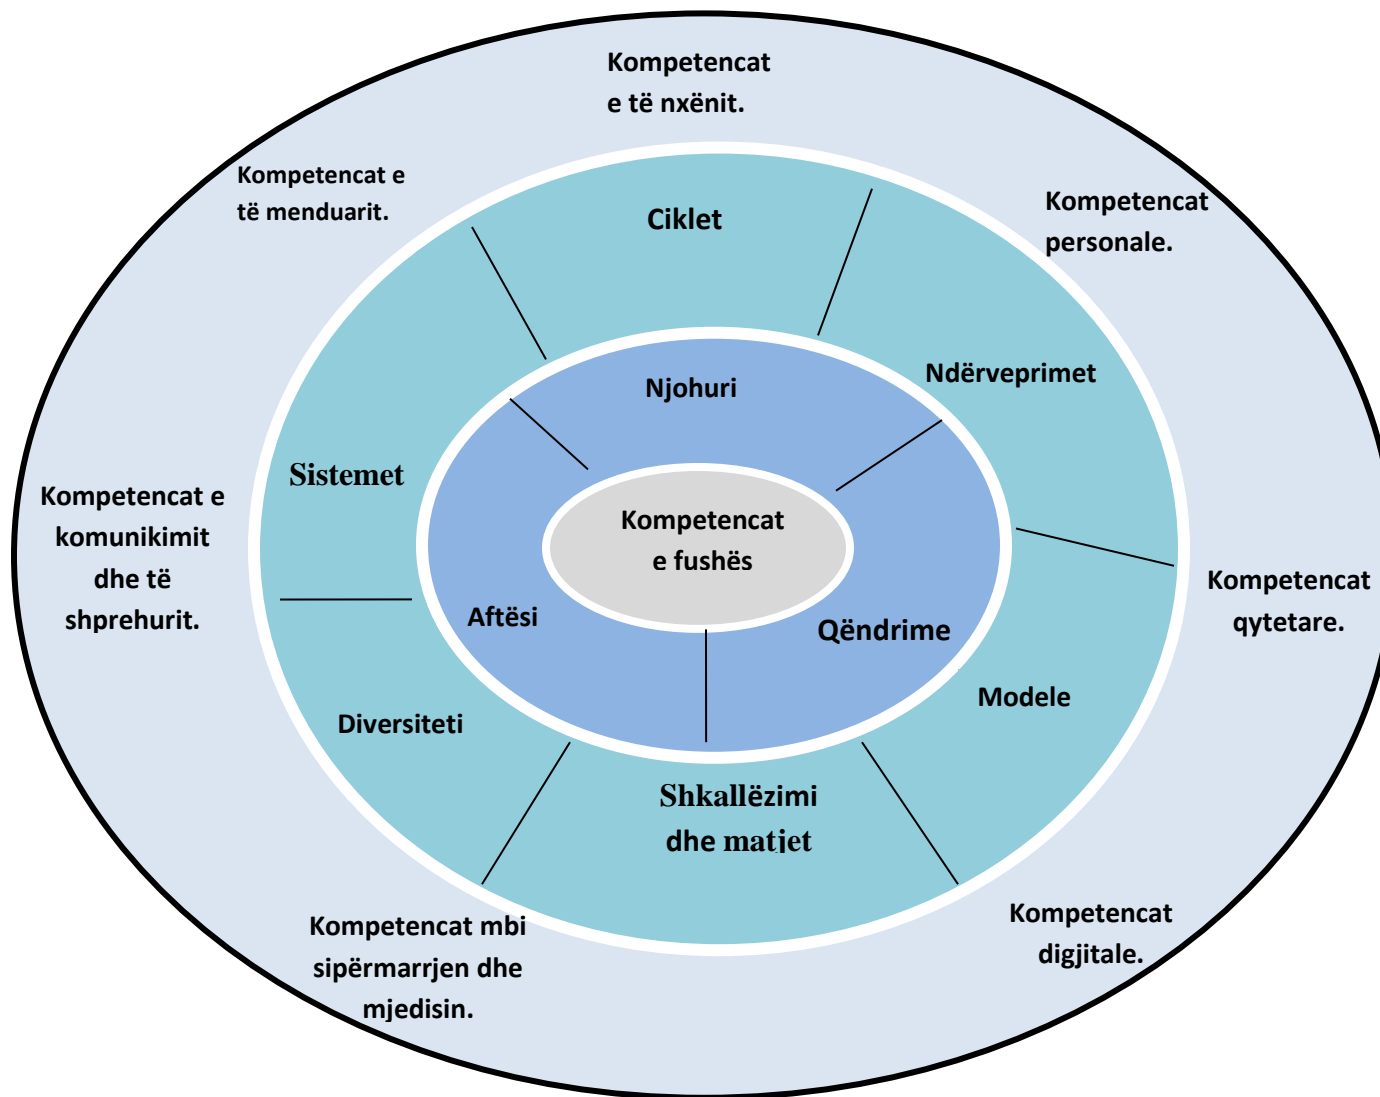 Kompetencat
e të nxënit.
Kompetencat e
të menduarit.
Kompetencat
personale.
Ciklet
Ndërveprimet
Njohuri
Sistemet
Kompetencat e
komunikimit
dhe të
shprehurit.
Kompetencat
e fushës
Kompetencat
qytetare.
Aftësi
Qëndrime
Modele
Diversiteti
Shkallëzimi
dhe matjet
Kompetencat mbi
sipërmarrjen dhe
mjedisin.
Kompetencat
digjitale.